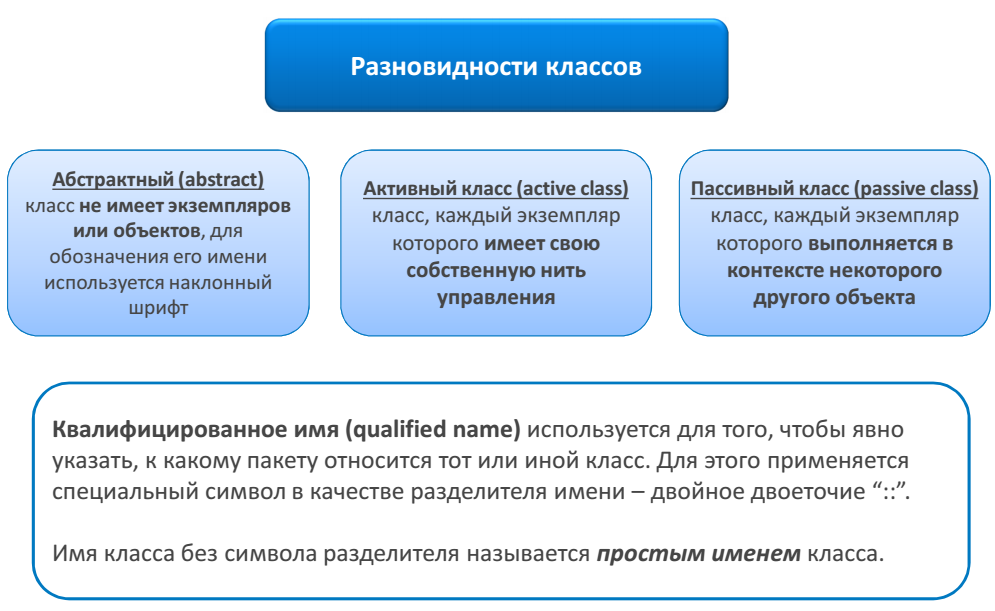 Разновидности классов
Абстрактный (abstract)
класс не имеет экземпляров
или объектов, для
обозначения его имени
используется наклонный
шрифт
Активный класс (active class)
класс, каждый экземпляр
которого имеет свою
собственную нить
управления
Пассивный класс (passive class)
класс, каждый экземпляр
которого выполняется в
контексте некоторого
другого объекта
Квалифицированное имя (qualified name) используется для того, чтобы явно
указать, к какому пакету относится тот или иной класс. Для этого применяется
специальный символ в качестве разделителя имени – двойное двоеточие “::”.
Имя класса без символа разделителя называется простым именем класса.